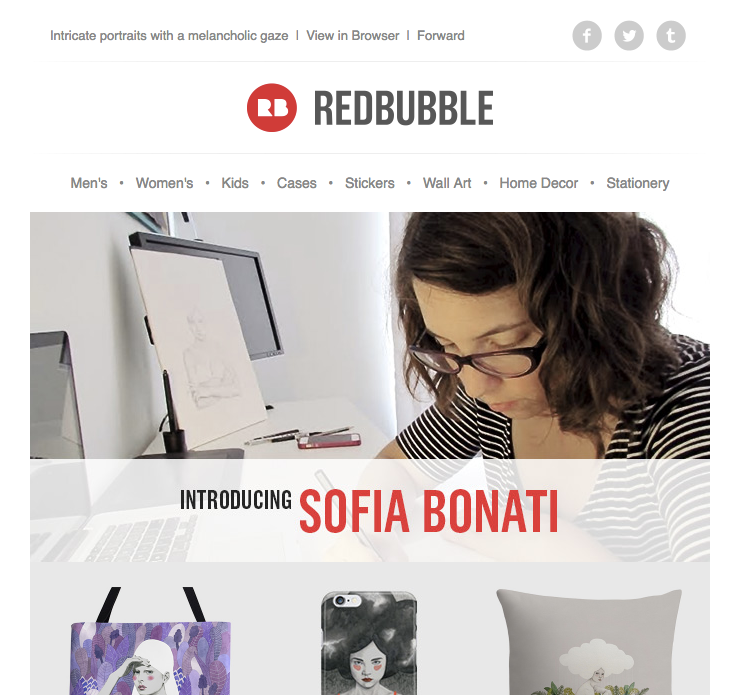 Intricate portraits with a melancholic gaze | View in Browser | Forward
RB REDBUBBLE
Men's • Women's • Kids • Cases • Stickers • Wall Art • Home Decor • Stationery
INTRODUCING SOFIA BONATI